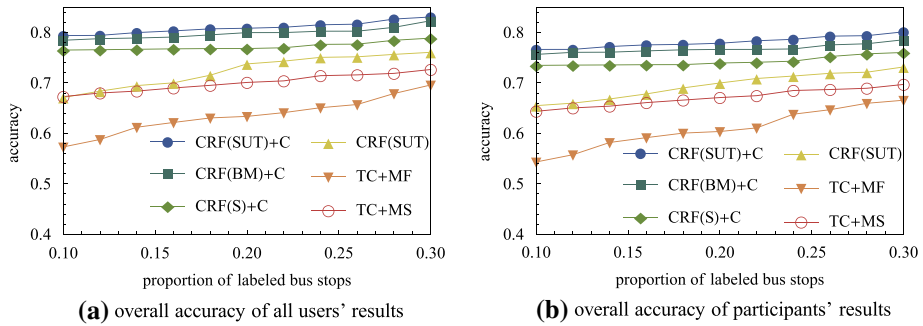 0.8
0.7
0.6
0.5
0.4
accuracy
CRF(SUT)+C
CRF(SUT)
CRF(BM)+C
TC+MF
CRF(S)+C
TC+MS
0.10
0.15
0.20
0.25
0.30
proportion of labeled bus stops
(a) overall accuracy of all users' results
0.8
0.7
0.6
0.5
0.4
accuracy
CRF(SUT)+C
CRF(SUT)
CRF(BM)+C
TC+MF
CRF(S)+C
TC+MS
0.10
0.15
0.20
0.25
0.30
proportion of labeled bus stops
(b) overall accuracy of participants' results